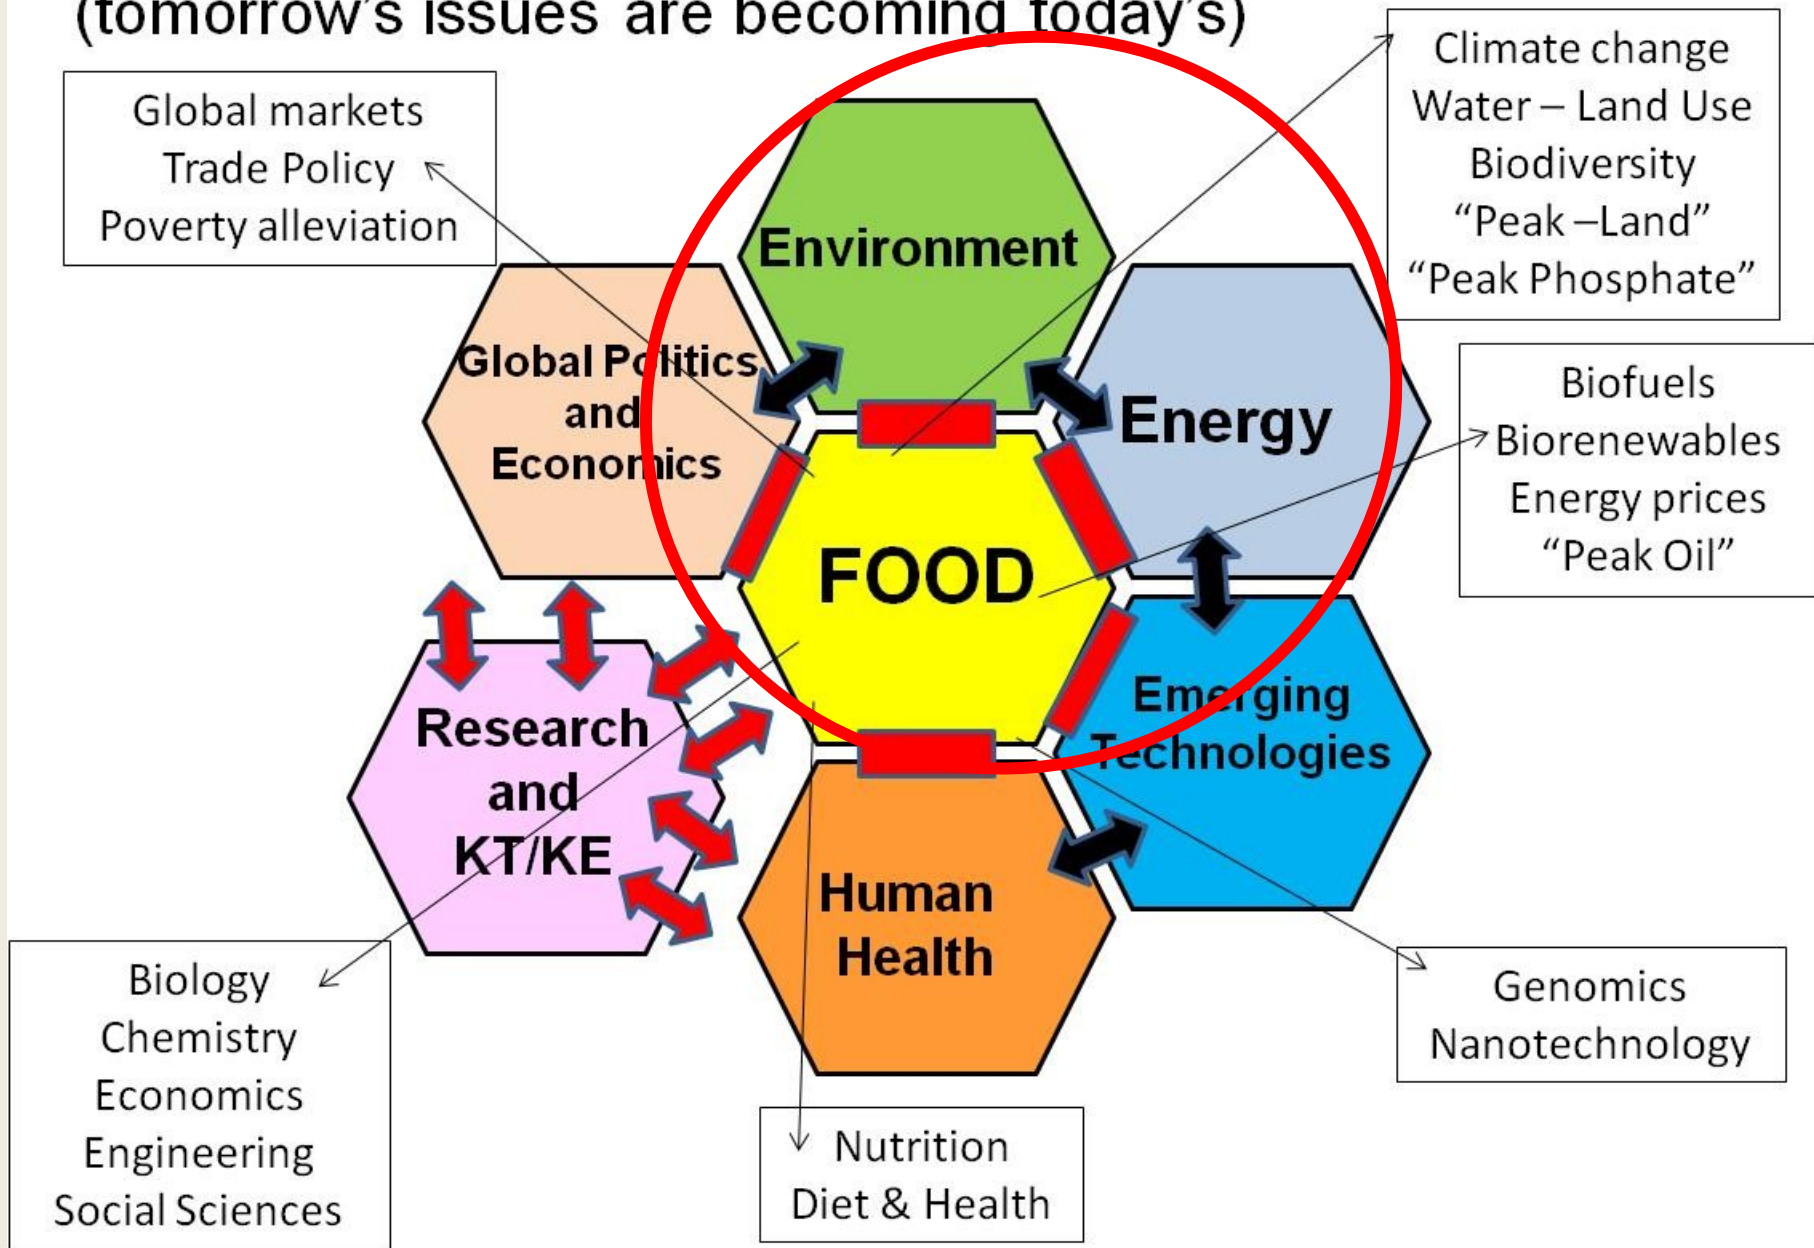 (tomorrow's issues are becoming today's)
Global markets
Trade Policy
Poverty alleviation
Climate change
Water – Land Use
Biodiversity
“Peak –Land”
“Peak Phosphate”
Environment
Global Politics
and
Economics
Energy
Biofuels
Biorenewables
Energy prices
“Peak Oil”
FOOD
Research
and
KT/KE
Emerging
Technologies
Human
Health
Biology
Chemistry
Economics
Engineering
Social Sciences
Nutrition
Diet & Health
Genomics
Nanotechnology